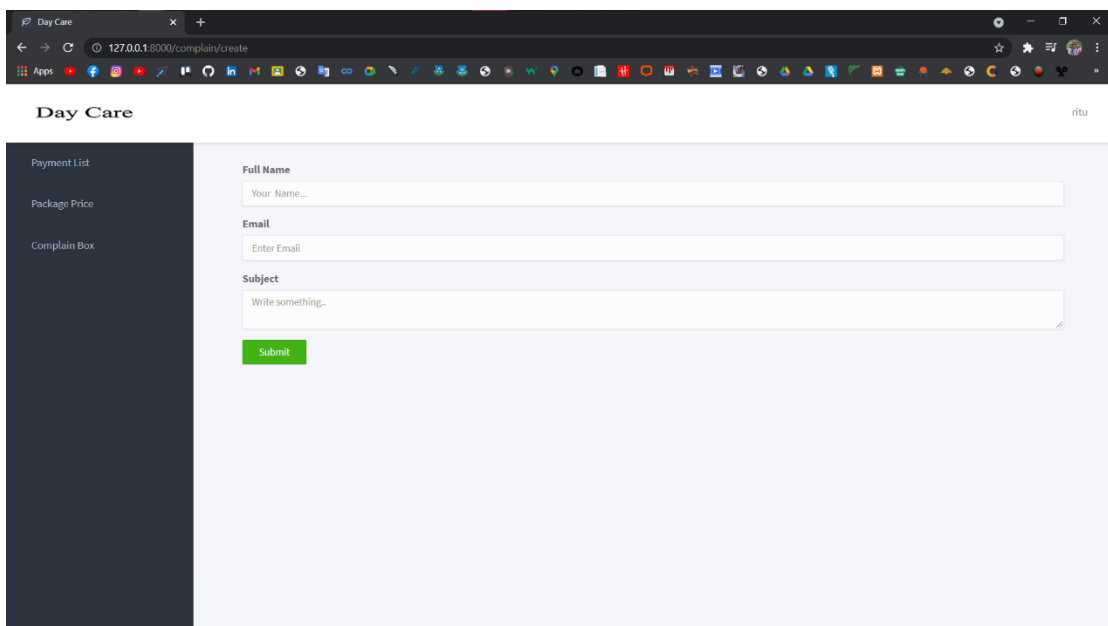 Day Care
127.0.0.1:8000/complain/create
Apps
Day Care
ritu
Payment List
Package Price
Complain Box
Full Name
Your Name...
Email
Enter Email
Subject
Write something..
Submit